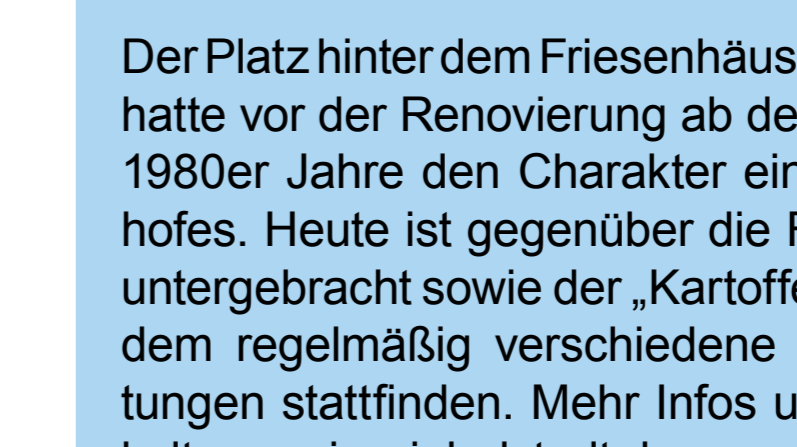 Der Platz hinter dem Friesenhäus
hatte vor der Renovierung ab de
1980er Jahre den Charakter ein
hofes. Heute ist gegenüber die
untergebracht sowie der „Kartoffe
dem regelmäßig verschiedene
tungen stattfinden. Mehr Infos u